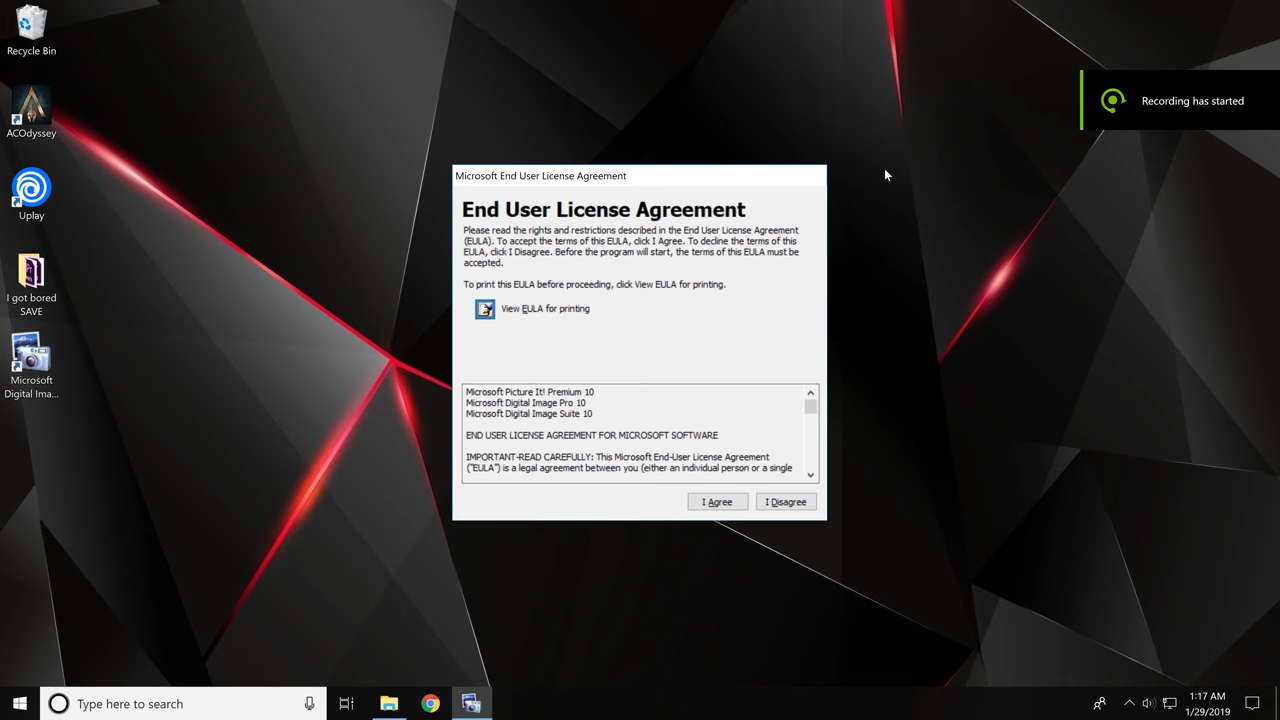 Recycle Bin
ACOdyssey
Uplay
I got bored
SAVE
Microsoft
Digital Ima...
Recording has started
Microsoft End User License Agreement
End User License Agreement
Please read the rights and restrictions described in the End User License Agreement
(EULA). To accept the terms of this EULA, click I Agree. To decline the terms of this
EULA, click I Disagree. Before the program will start, the terms of this EULA must be
accepted.
To print this EULA before proceeding, click View EULA for printing.
View EULA for printing
Microsoft Picture It! Premium 10
Microsoft Digital Image Pro 10
Microsoft Digital Image Suite 10
END USER LICENSE AGREEMENT FOR MICROSOFT SOFTWARE
IMPORTANT-READ CAREFULLY: This Microsoft End-User License Agreement
("EULA") is a legal agreement between you (either an individual person or a single
I Agree
I Disagree
Type here to search
1:17 AM
1/29/2019